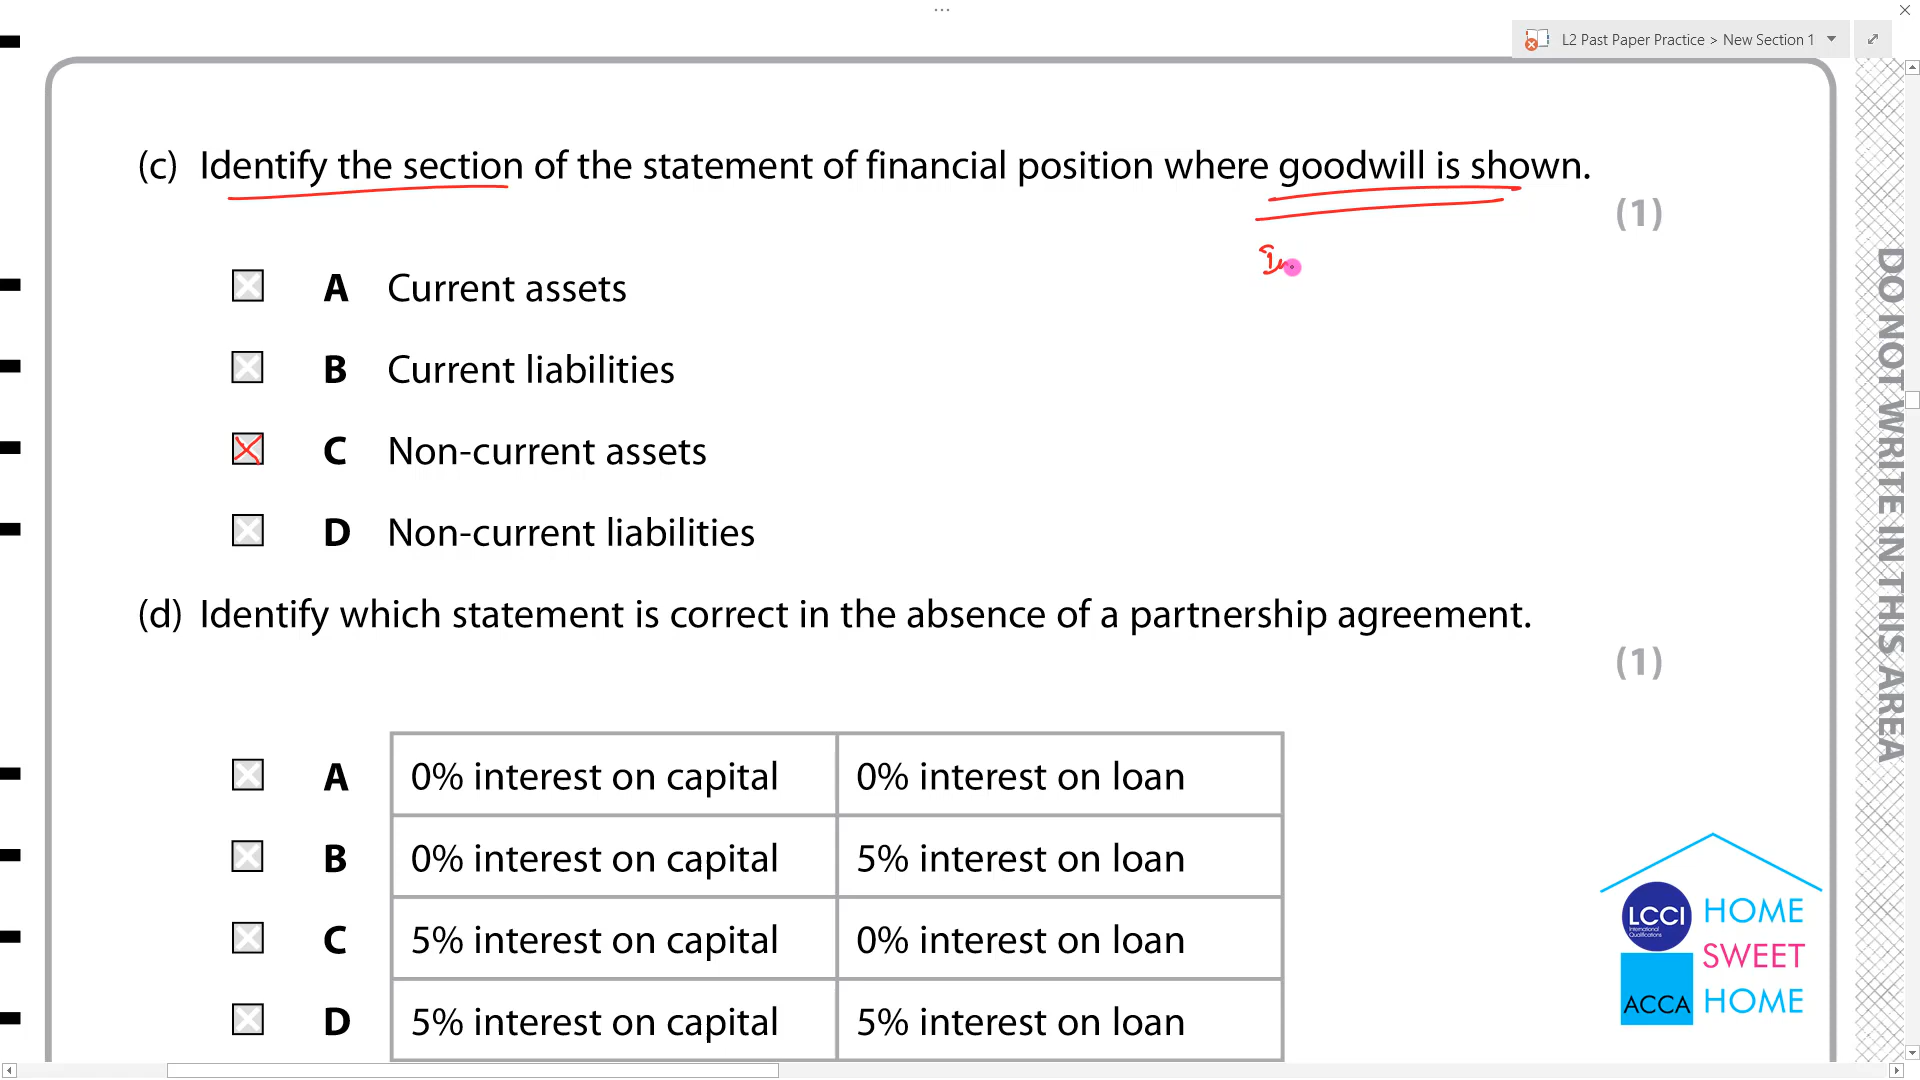 L2 Past Paper Practice > New Section 1
(c) Identify the section of the statement of financial position where goodwill is shown.
(1)
A Current assets
B Current liabilities
C Non-current assets
D Non-current liabilities
(d) Identify which statement is correct in the absence of a partnership agreement.
(1)
A 0% interest on capital 0% interest on loan
B 0% interest on capital 5% interest on loan
C 5% interest on capital 0% interest on loan
D 5% interest on capital 5% interest on loan
DO NOT WRITE IN THIS AREA
LCCI
International
Qualifications
ACCA
HOME
SWEET
HOME